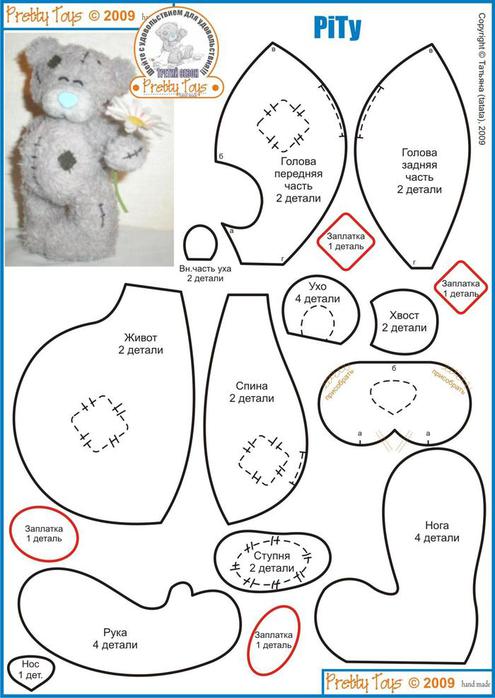 Pretty Toys © 2009
Шейте с удовольствием для удовольствия!!!
ТРЕТИЙ СЕЗОН
Pretty Toys
PiTy
Copyright © Татьяна (tatata), 2009
в
Голова
передняя
часть
2 детали
б
а
г
в
Голова
задняя
часть
2 детали
г
Заплатка
1 деталь
Вн.часть уха
2 детали
Ухо
4 детали
Хвост
2 детали
Заплатка
1 деталь
Живот
2 детали
Спина
2 детали
присобрать
б
присобрать
а
а
Заплатка
1 деталь
Ступня
2 детали
Нога
4 детали
Рука
4 детали
Заплатка
1 деталь
Нос
1 дет.
Pretty Toys © 2009
hand made